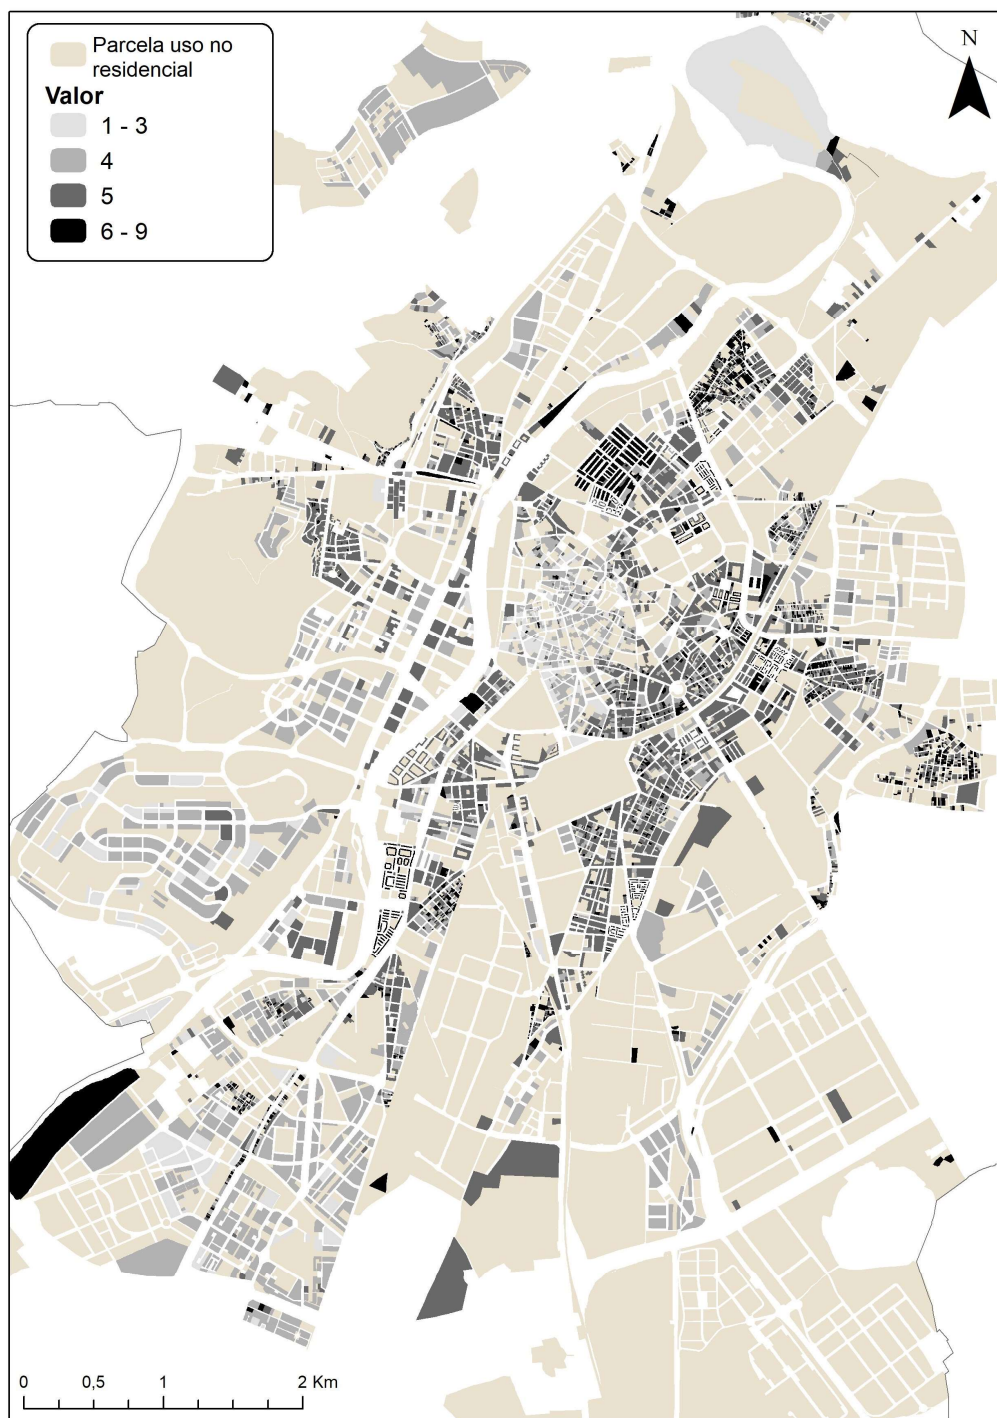 Parcela uso no
residencial
Valor
1 - 3
4
5
6 - 9
N
0 0,5 1 2 Km